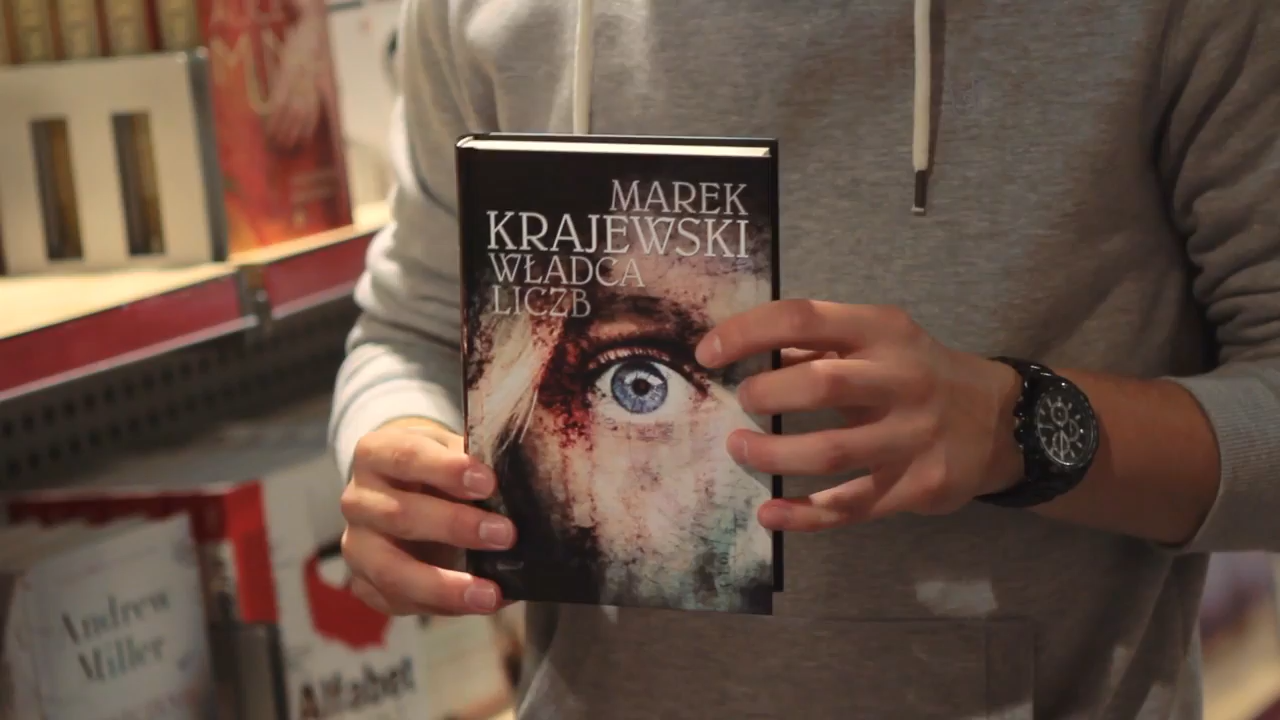 MAREK
KRAJEWSKI
WŁADCA
LICZB
Andrew
Miller
Alfabet